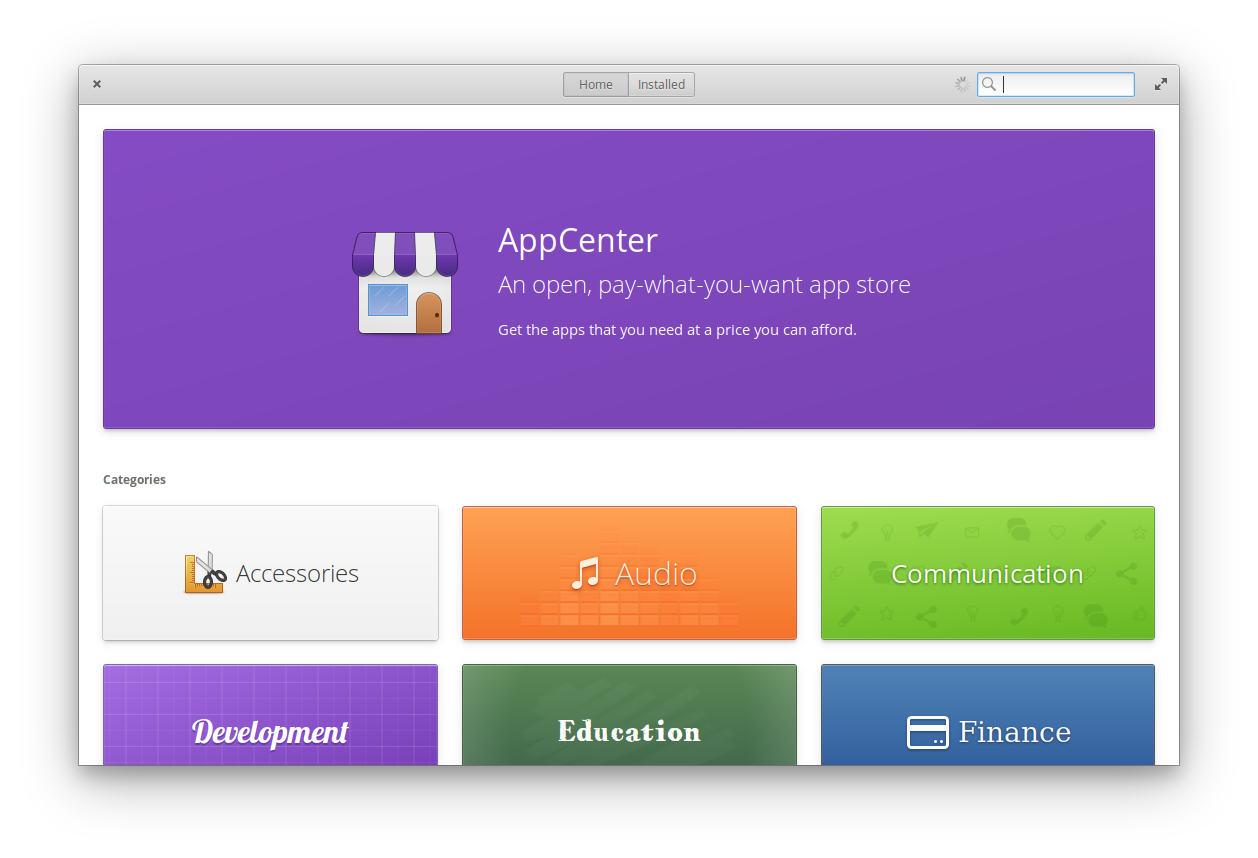 Home
Installed
AppCenter
An open, pay-what-you-want app store
Get the apps that you need at a price you can afford.
Categories
Accessories
Audio
Communication
Development
Education
Finance